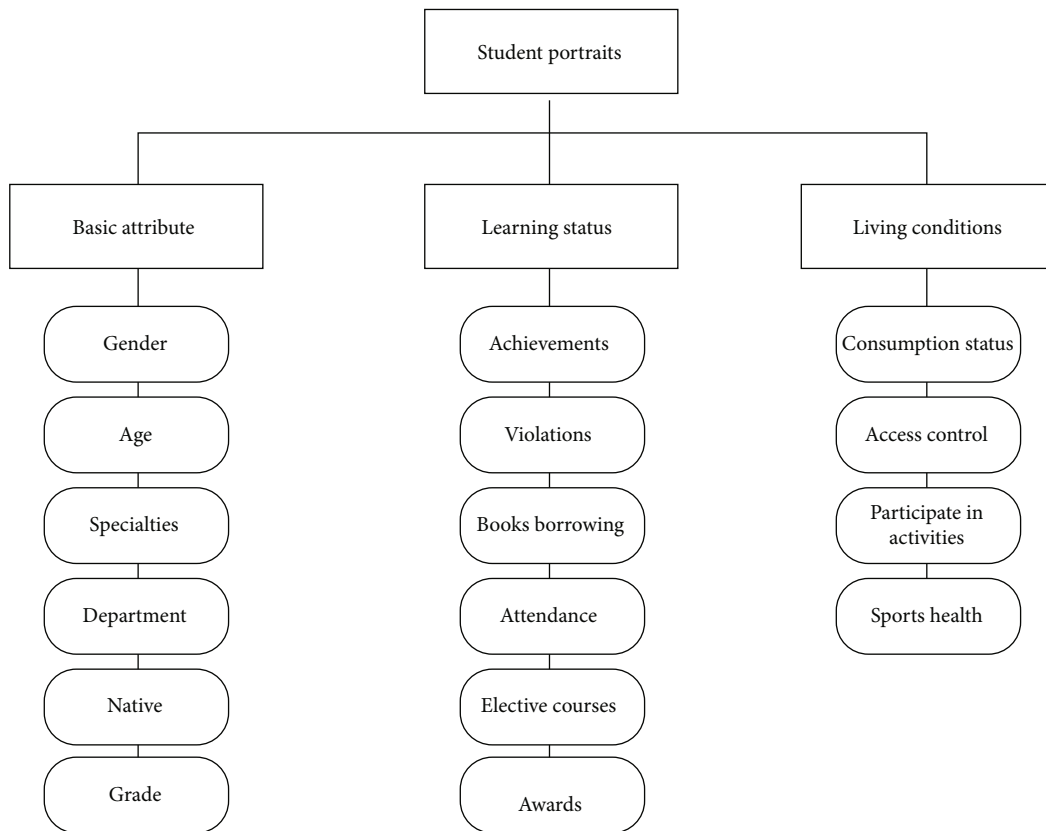 Student portraits
Basic attribute
Learning status
Living conditions
Gender
Age
Specialties
Department
Native
Grade
Achievements
Violations
Books borrowing
Attendance
Elective courses
Awards
Consumption status
Access control
Participate in
activities
Sports health